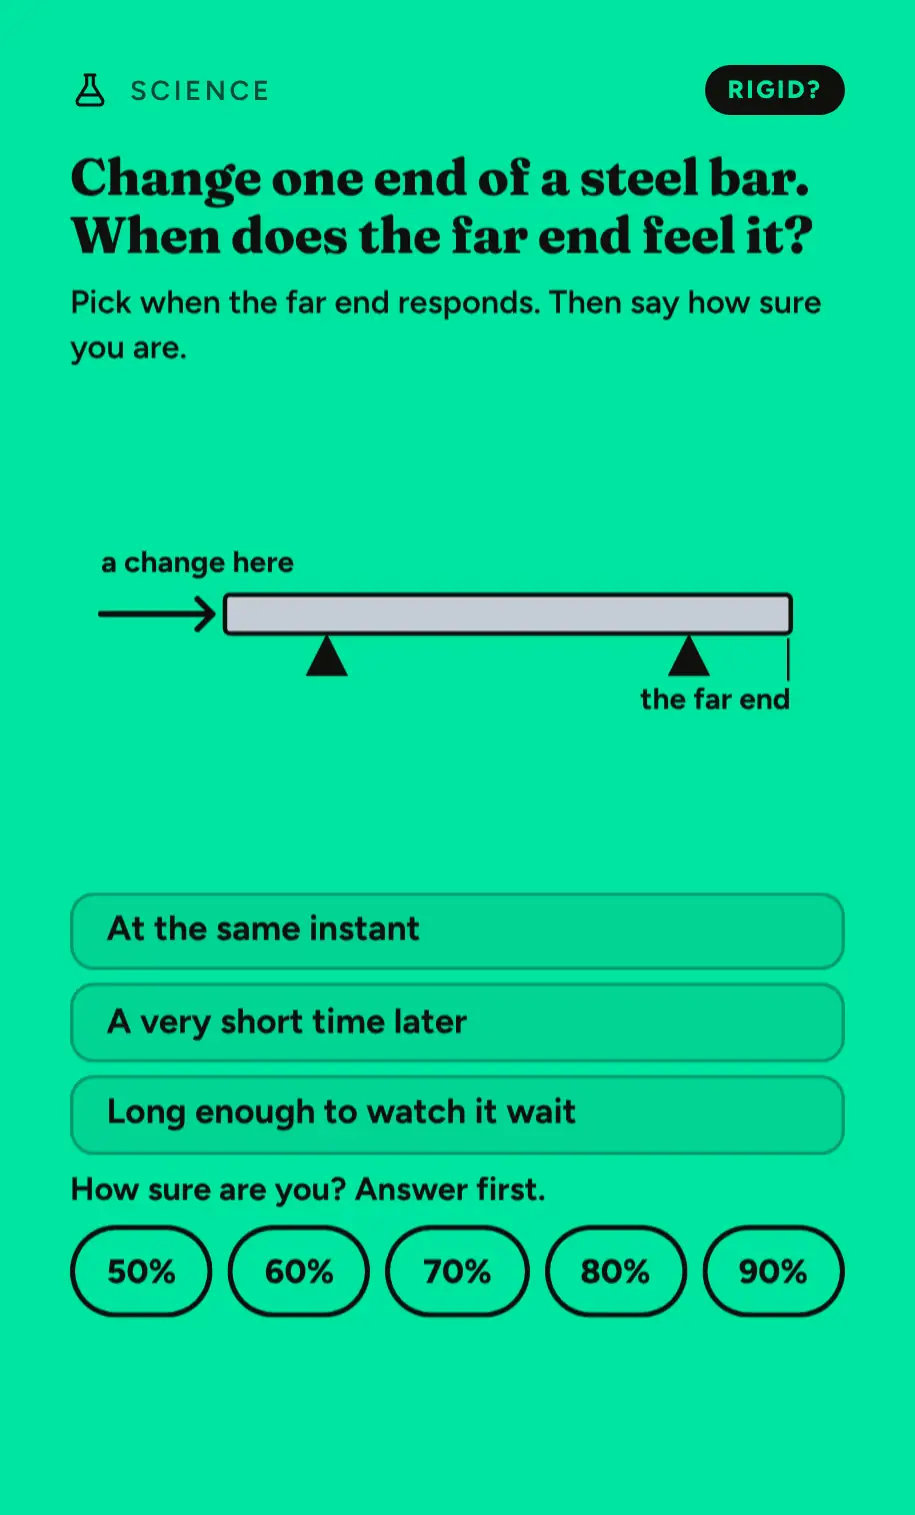 SCIENCE
RIGID?
Change one end of a steel bar.
When does the far end feel it?
Pick when the far end responds. Then say how sure
you are.
a change here
the far end
At the same instant
A very short time later
Long enough to watch it wait
How sure are you? Answer first.
50% 60% 70% 80% 90%